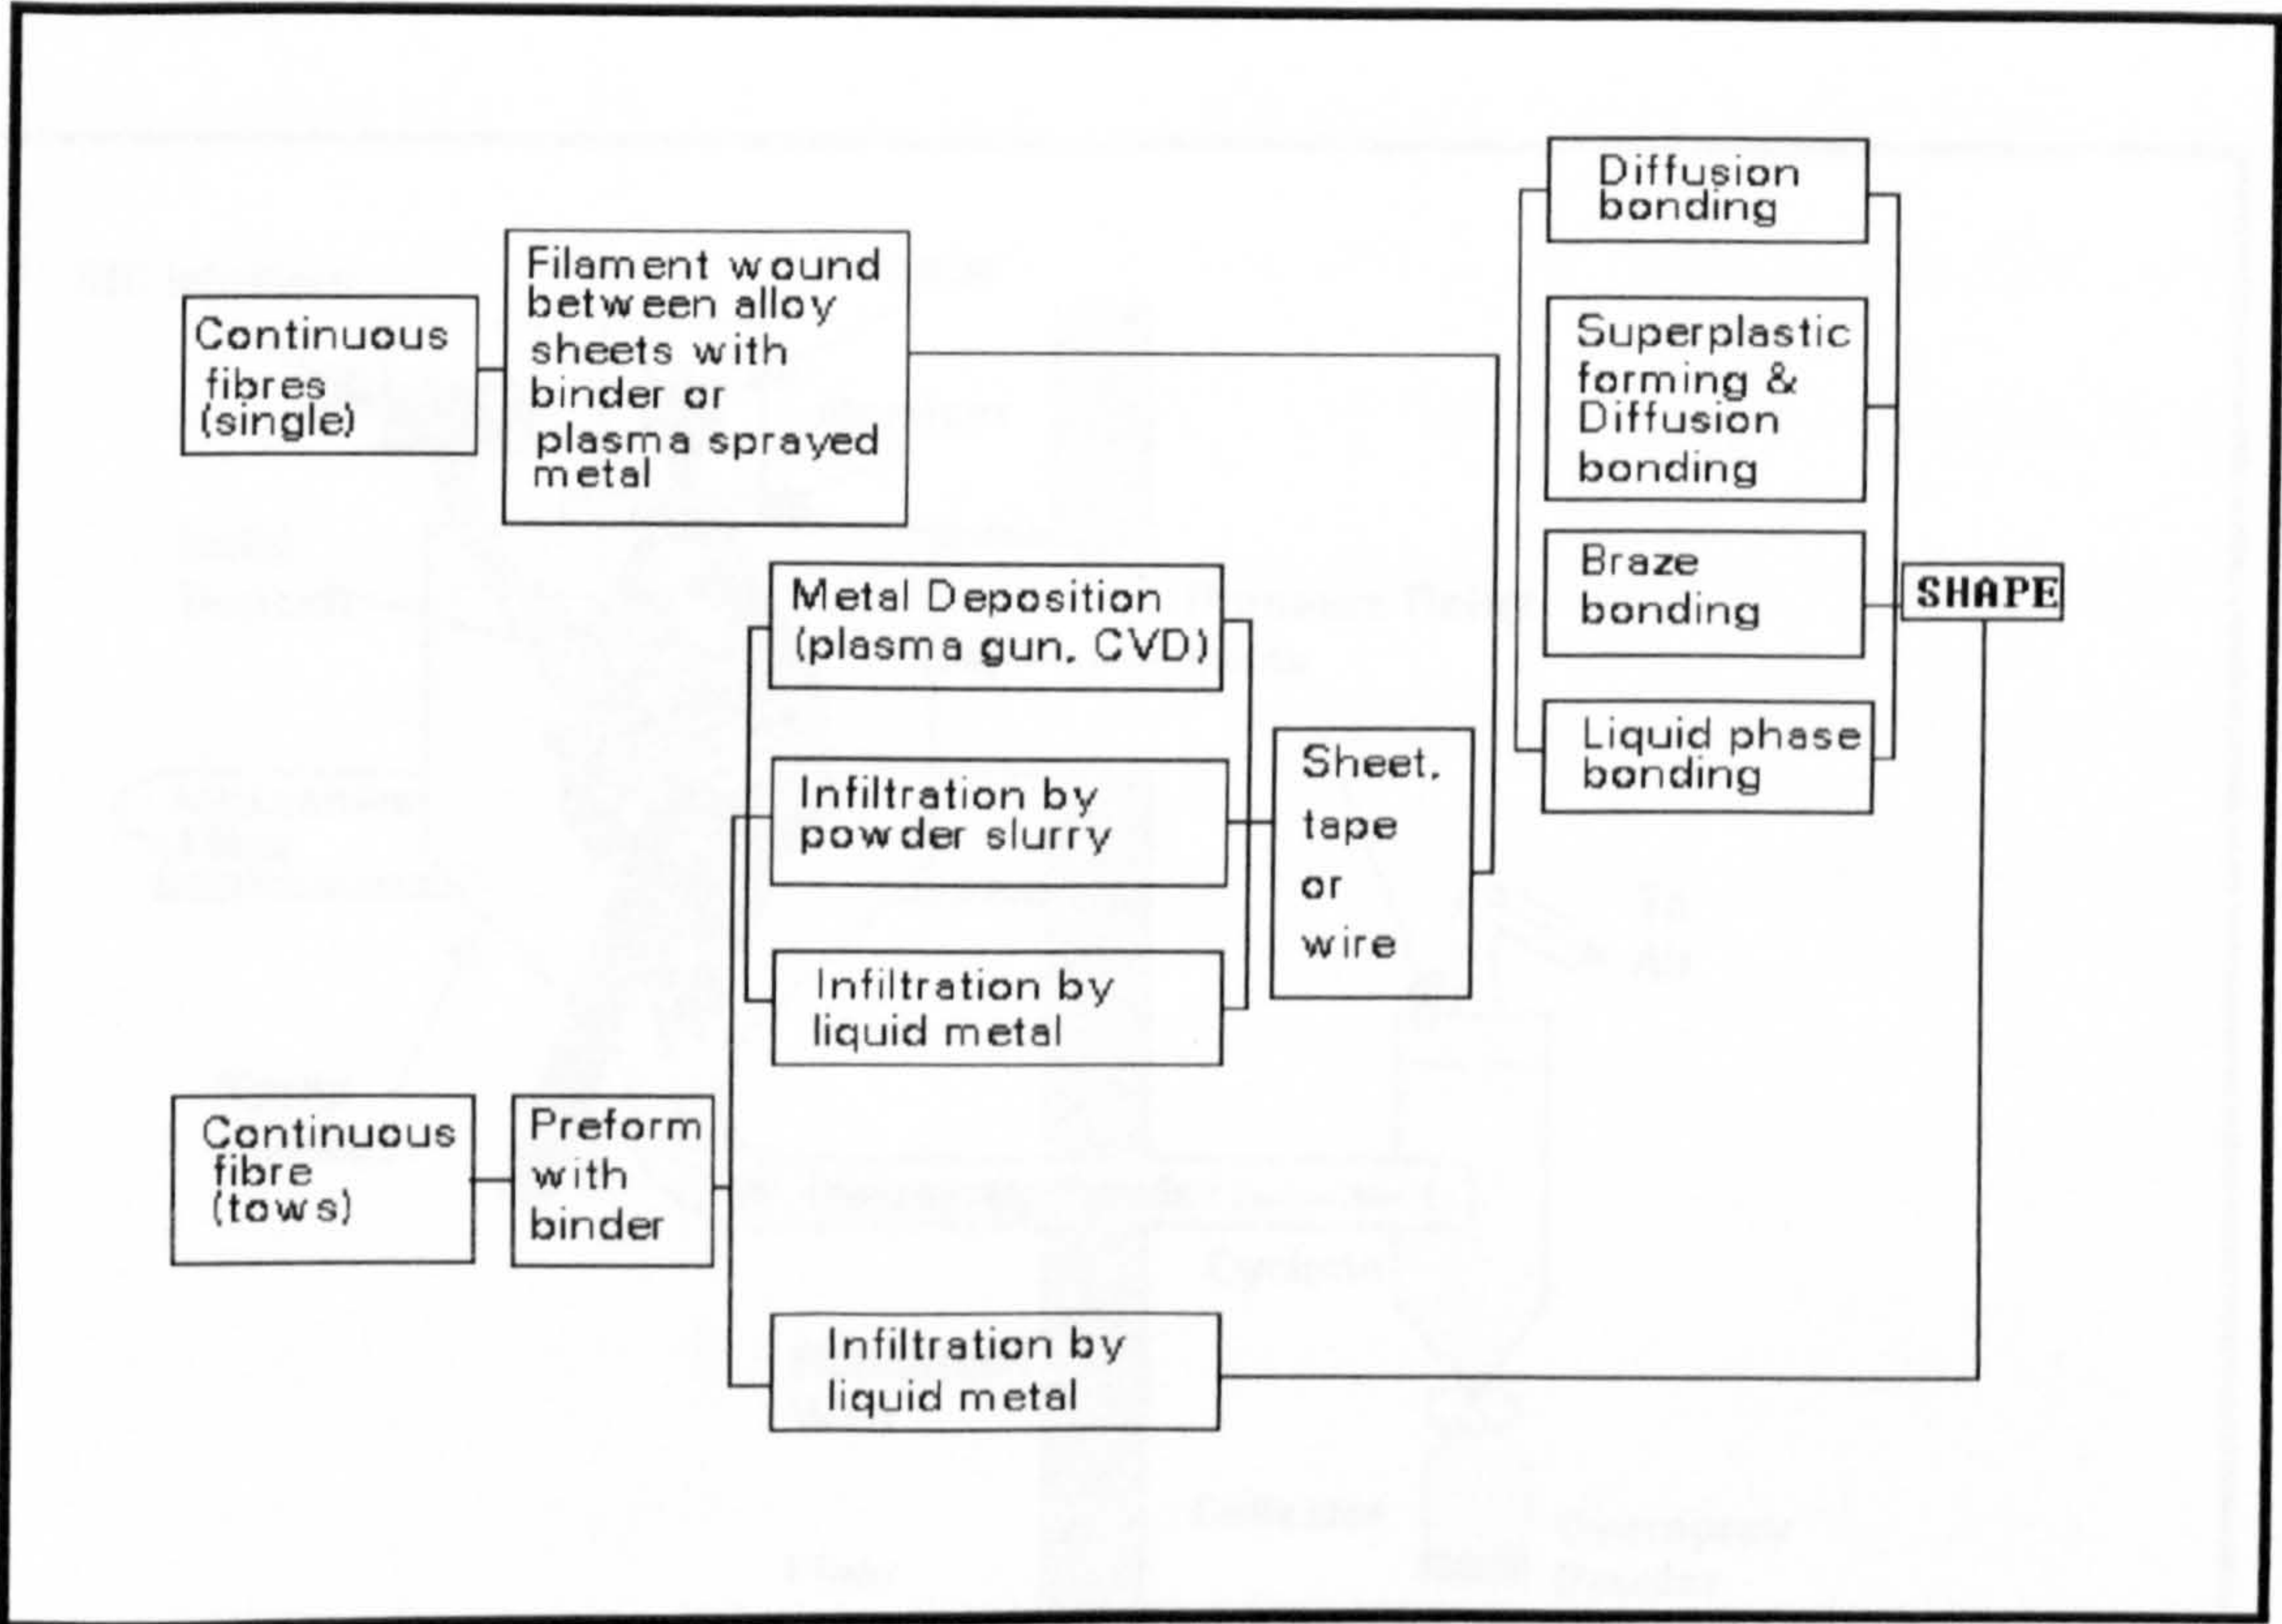 Continuous
fibres
(single)
Filament wound
between alloy
sheets with
binder or
plasma sprayed
metal
Diffusion
bonding
Superplastic
forming &
Diffusion
bonding
Braze
bonding
Liquid phase
bonding
SHAPE
Metal Deposition
(plasma gun, CVD)
Infiltration by
powder slurry
Infiltration by
liquid metal
Sheet,
tape
or
wire
Continuous
fibre
(tows)
Preform
with
binder
Infiltration by
liquid metal